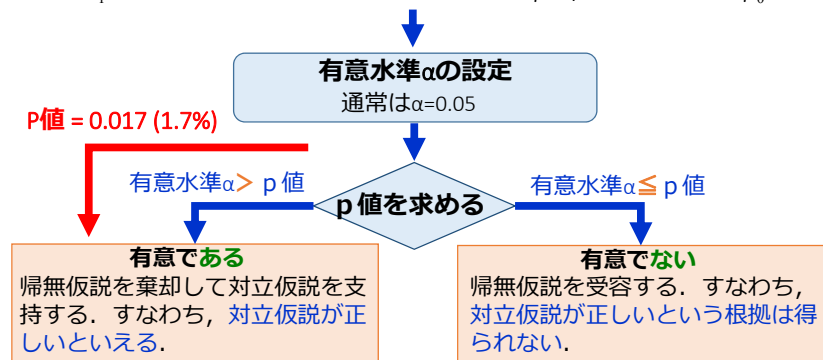 有意水準αの設定
通常はα=0.05
P値 = 0.017 (1.7%)
有意水準α> p 値
有意水準α≦ p 値
p 値を求める
有意である
帰無仮説を棄却して対立仮説を支
持する．すなわち，対立仮説が正
しいといえる．
有意でない
帰無仮説を受容する．すなわち，
対立仮説が正しいという根拠は得
られない．